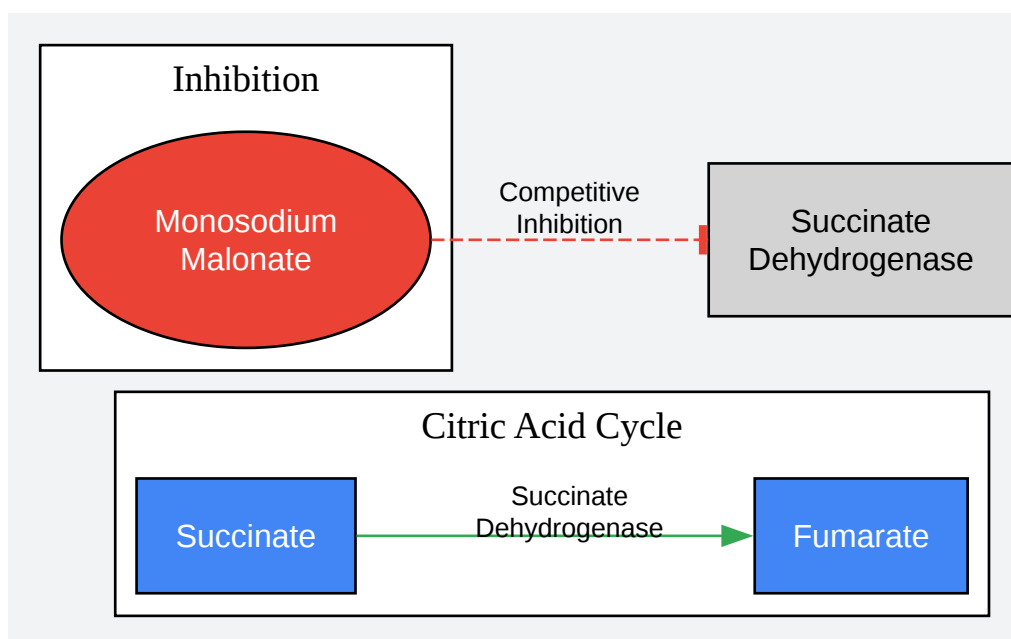 Inhibition
Monosodium
Malonate
Competitive
Inhibition
Succinate
Dehydrogenase
Citric Acid Cycle
Succinate
Succinate
Dehydrogenase
Fumarate